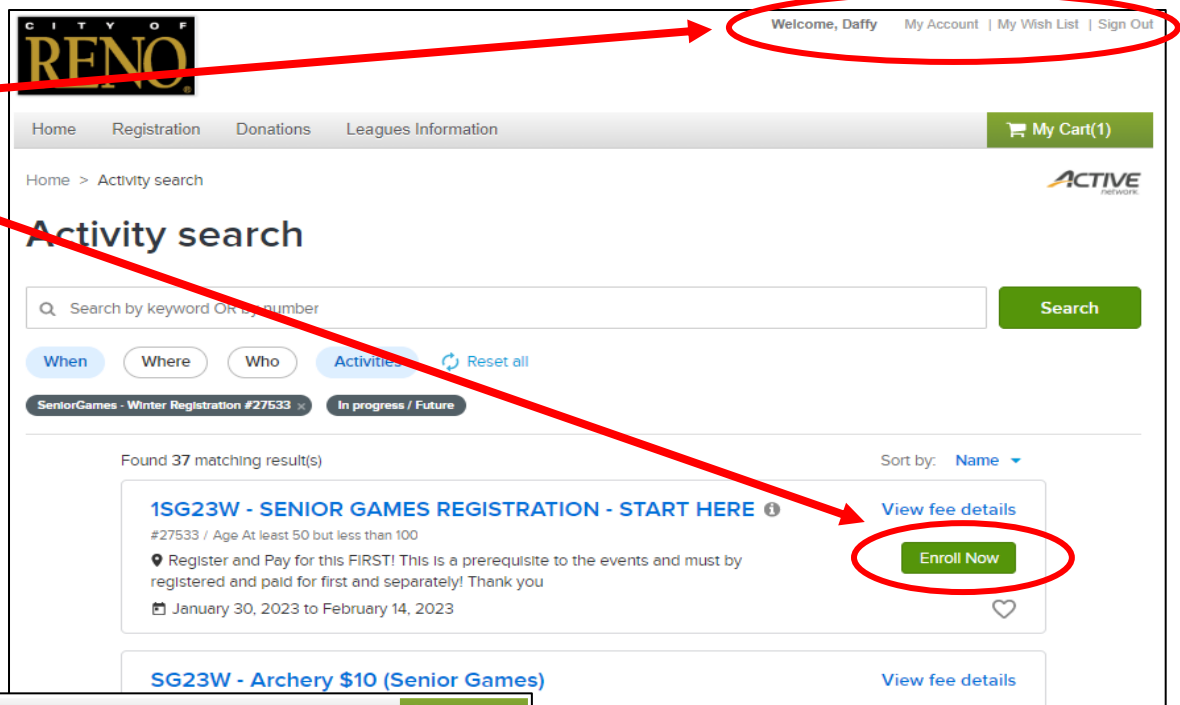 CITY OF
RENO
Welcome, Daffy My Account | My Wish List | Sign Out
Home Registration Donations Leagues Information My Cart(1)
Home > Activity search
ACTIVE
network
Activity search
Search by keyword OR by number
Search
When Where Who Activities Reset all
SeniorGames - Winter Registration #27533 × In progress / Future
Found 37 matching result(s) Sort by: Name
1SG23W - SENIOR GAMES REGISTRATION - START HERE View fee details
#27533 / Age At least 50 but less than 100
Enroll Now
Register and Pay for this FIRST! This is a prerequisite to the events and must by
registered and paid for first and separately! Thank you
January 30, 2023 to February 14, 2023
SG23W - Archery $10 (Senior Games) View fee details